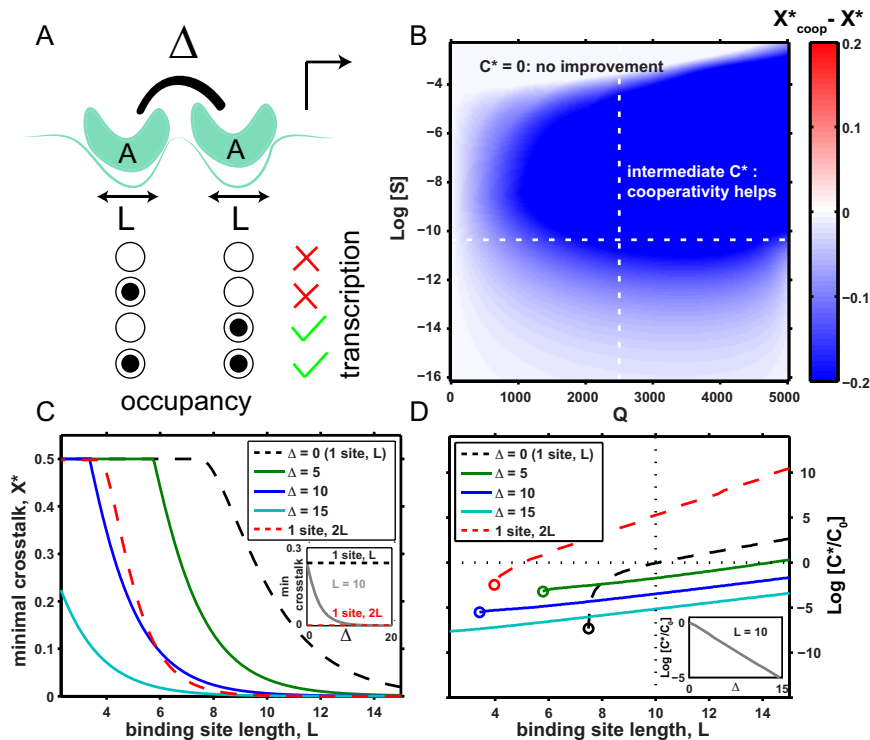 A
Δ
A
A
L
L
transcription
occupancy
B
X*coop - X*
C* = 0: no improvement
intermediate C* :
cooperativity helps
Log [S]
−4
−6
−8
−10
−12
−14
−16
0
1000
2000
3000
4000
5000
Q
0.2
0.1
0
−0.1
−0.2
C
minimal crosstalk, X*
0.5
0.4
0.3
0.2
0.1
0
4
6
8
10
12
14
binding site length, L
Δ = 0 (1 site, L)
Δ = 5
Δ = 10
Δ = 15
1 site, 2L
0.3
1 site, L
min
crosstalk
L = 10
1 site, 2L
0
0
Δ
20
D
Δ = 0 (1 site, L)
Δ = 5
Δ = 10
Δ = 15
1 site, 2L
10
5
0
−5
−10
Log [C*/C0]
4
6
8
10
12
14
binding site length, L
Log [C*/C0]
0
−5
L = 10
0
Δ
15